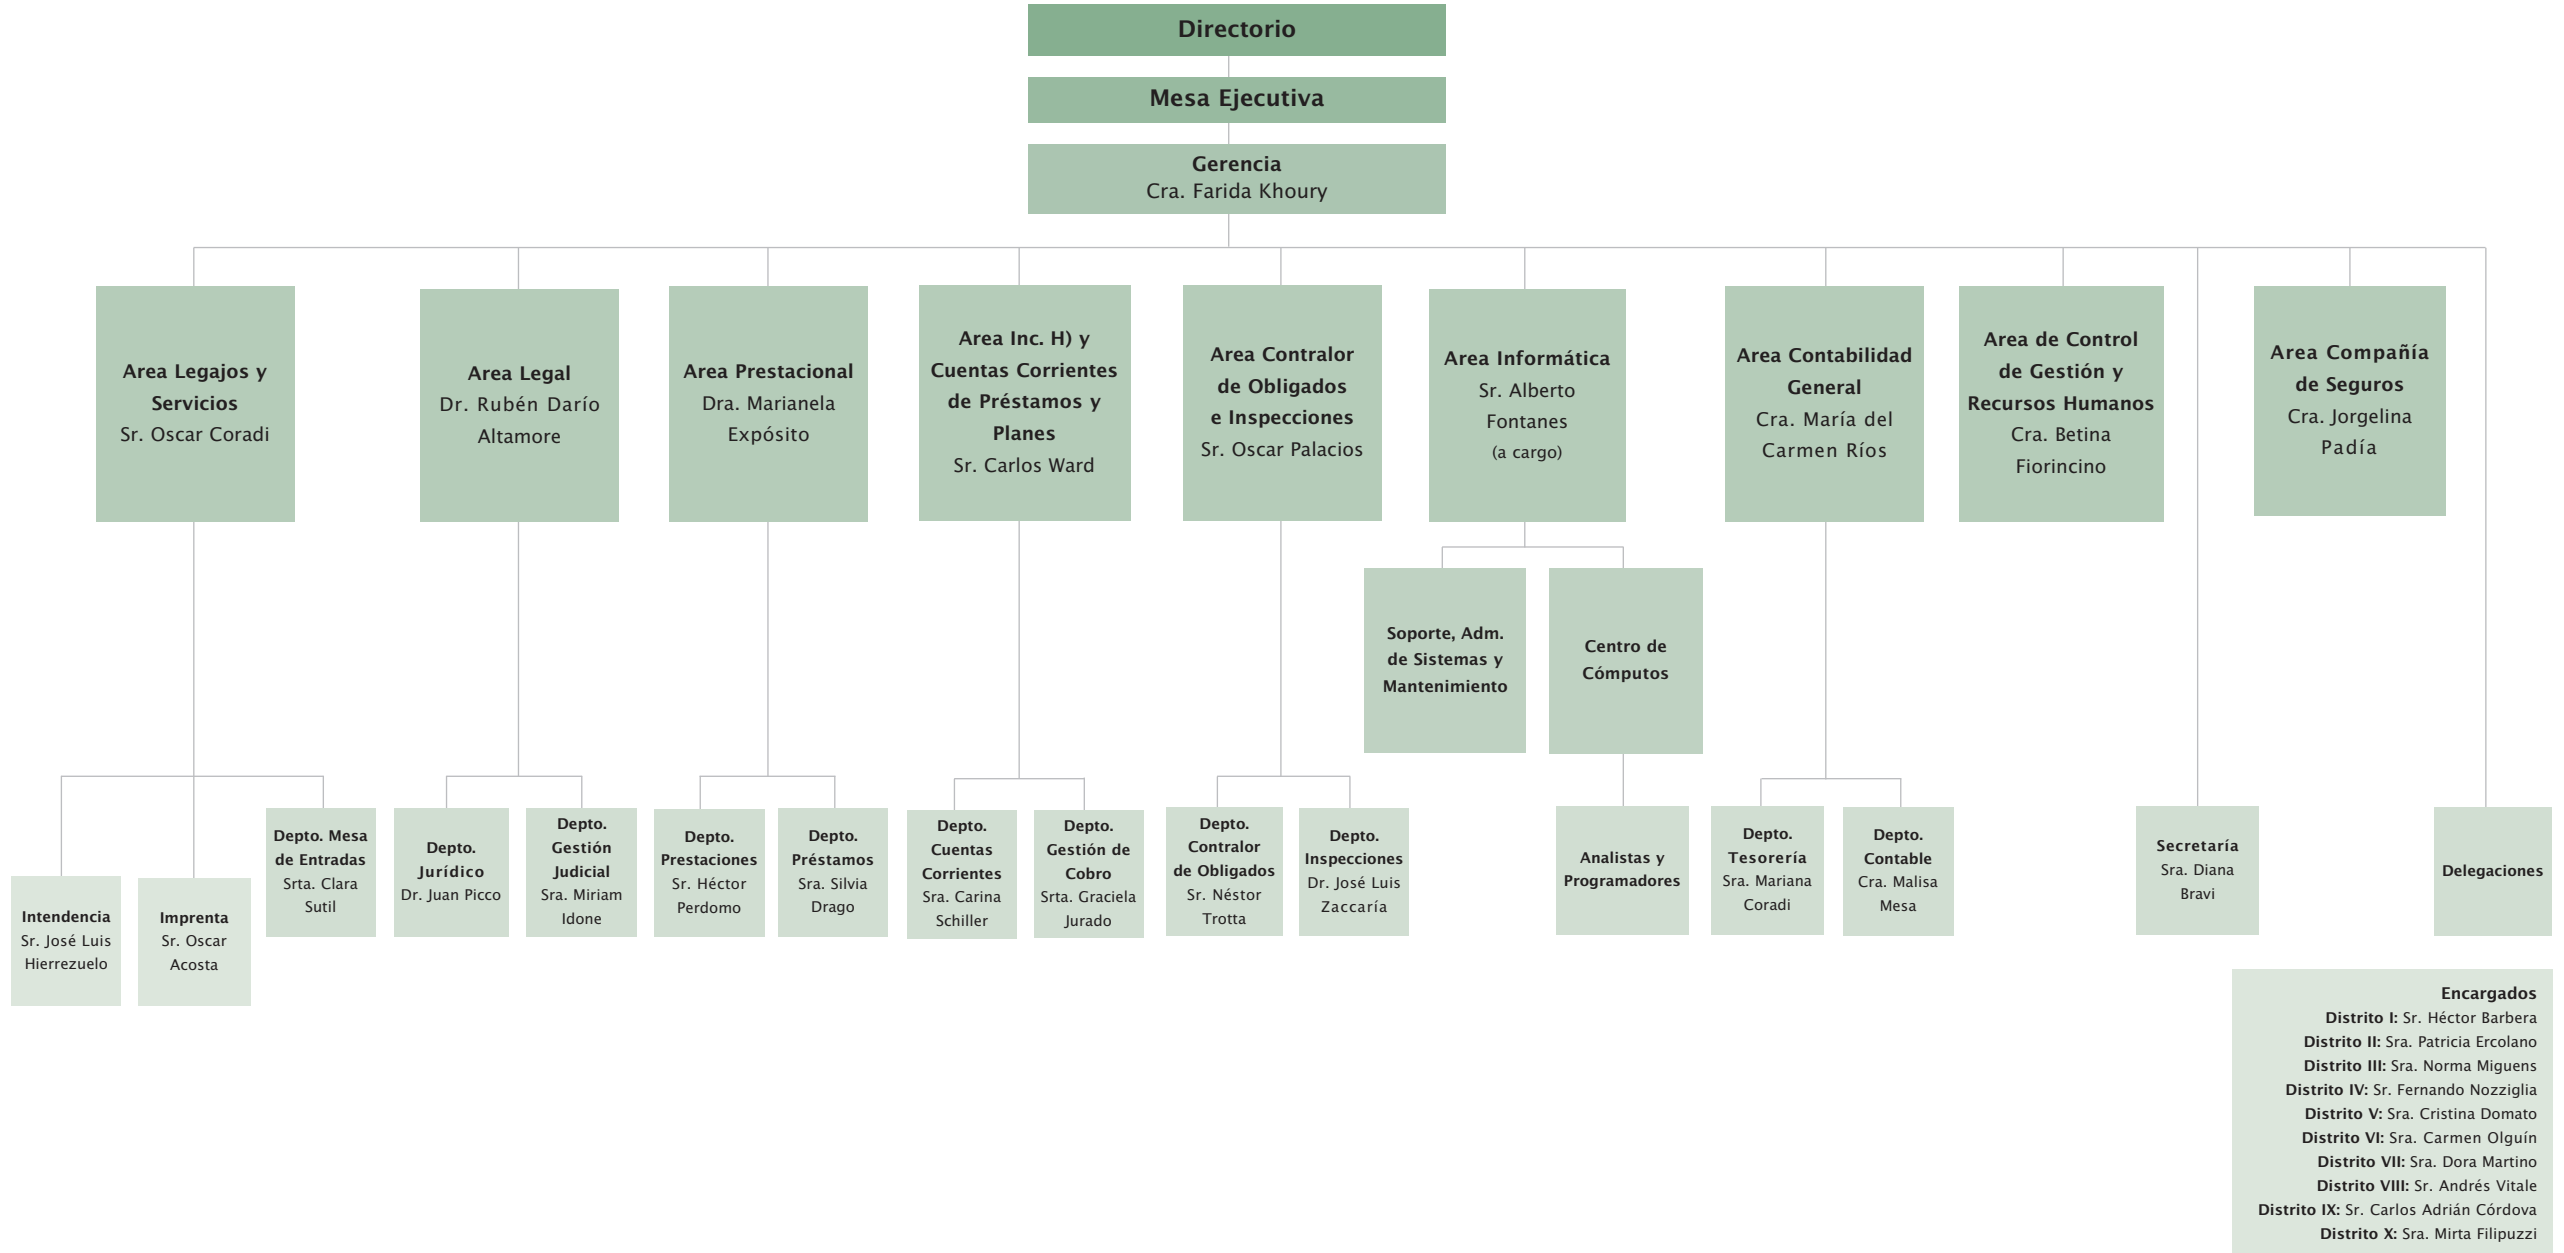 Directorio
Mesa Ejecutiva
Gerencia
Cra. Farida Khoury
Area Legajos y
Servicios
Sr. Oscar Coradi
Area Legal
Dr. Rubén Darío
Altamore
Area Prestacional
Dra. Marianela
Expósito
Area Inc. H) y
Cuentas Corrientes
de Préstamos y
Planes
Sr. Carlos Ward
Area Contralor
de Obligados
e Inspecciones
Sr. Oscar Palacios
Area Informática
Sr. Alberto
Fontanes
(a cargo)
Area Contabilidad
General
Cra. María del
Carmen Ríos
Area de Control
de Gestión y
Recursos Humanos
Cra. Betina
Fiorincino
Area Compañía
de Seguros
Cra. Jorgelina
Padía
Soporte, Adm.
de Sistemas y
Mantenimiento
Centro de
Cómputos
Intendencia
Sr. José Luis
Hierrezuelo
Imprenta
Sr. Oscar
Acosta
Depto. Mesa
de Entradas
Srta. Clara
Sutil
Depto.
Jurídico
Dr. Juan Picco
Depto.
Gestión
Judicial
Sra. Miriam
Idone
Depto.
Prestaciones
Sr. Héctor
Perdomo
Depto.
Préstamos
Sra. Silvia
Drago
Depto.
Cuentas
Corrientes
Sra. Carina
Schiller
Depto.
Gestión de
Cobro
Srta. Graciela
Jurado
Depto.
Contralor
de Obligados
Sr. Néstor
Trotta
Depto.
Inspecciones
Dr. José Luis
Zaccaría
Analistas y
Programadores
Depto.
Tesorería
Sra. Mariana
Coradi
Depto.
Contable
Cra. Malisa
Mesa
Secretaría
Sra. Diana
Bravi
Delegaciones
Encargados
Distrito I: Sr. Héctor Barbera
Distrito II: Sra. Patricia Ercolano
Distrito III: Sra. Norma Miguens
Distrito IV: Sr. Fernando Nozziglia
Distrito V: Sra. Cristina Domato
Distrito VI: Sra. Carmen Olguín
Distrito VII: Sra. Dora Martino
Distrito VIII: Sr. Andrés Vitale
Distrito IX: Sr. Carlos Adrián Córdova
Distrito X: Sra. Mirta Filipuzzi